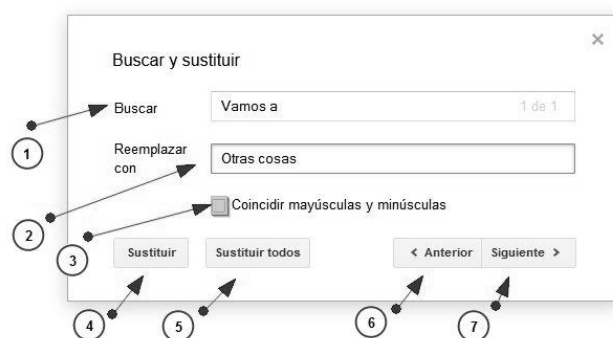 ×
Buscar y sustituir
Buscar
Vamos a
1 de 1
1
Reemplazar
con
Otras cosas
2
Coincidir mayúsculas y minúsculas
3
Sustituir
Sustituir todos
< Anterior
Siguiente >
4
5
6
7